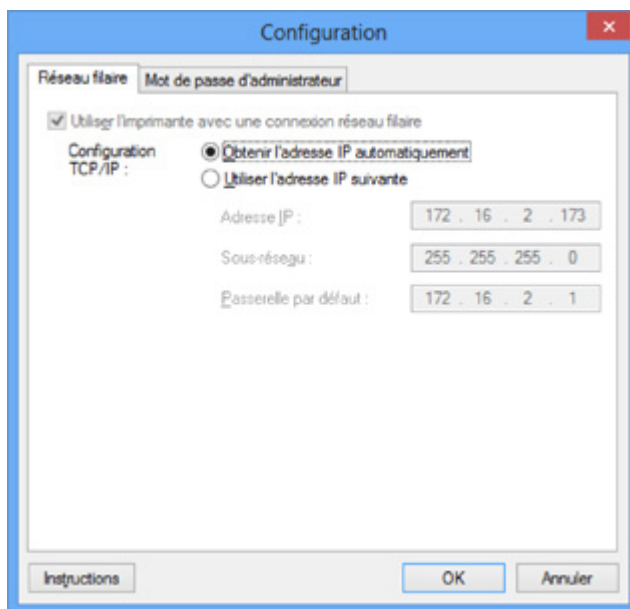 Configuration
Réseau filaire Mot de passe d'administrateur
Utiliser l'imprimante avec une connexion réseau filaire
Configuration TCP/IP : Obtenir l'adresse IP automatiquement
Utiliser l'adresse IP suivante
Adresse IP : 172 . 16 . 2 . 173
Sous-réseau : 255 . 255 . 255 . 0
Passerelle par défaut : 172 . 16 . 2 . 1
Instructions OK Annuler